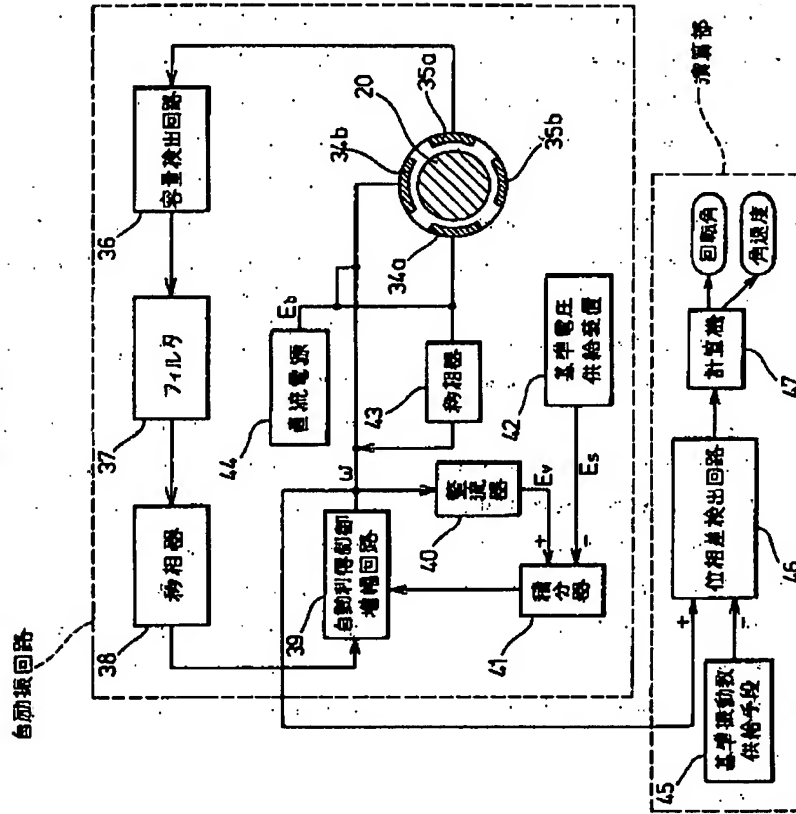 自励振回路
38
移相器
37
フィルタ
36
容量検出回路
39
自動利得制御
増幅回路
ω
44
直流電源
Eb
34b
20
35a
34a
35b
43
移相器
40
整流器
Ev
+
41
積分器
−
Es
42
基準電圧
供給装置
演算部
45
基準振動数
供給手段
+
−
46
位相差検出回路
47
計算機
回転角
角速度